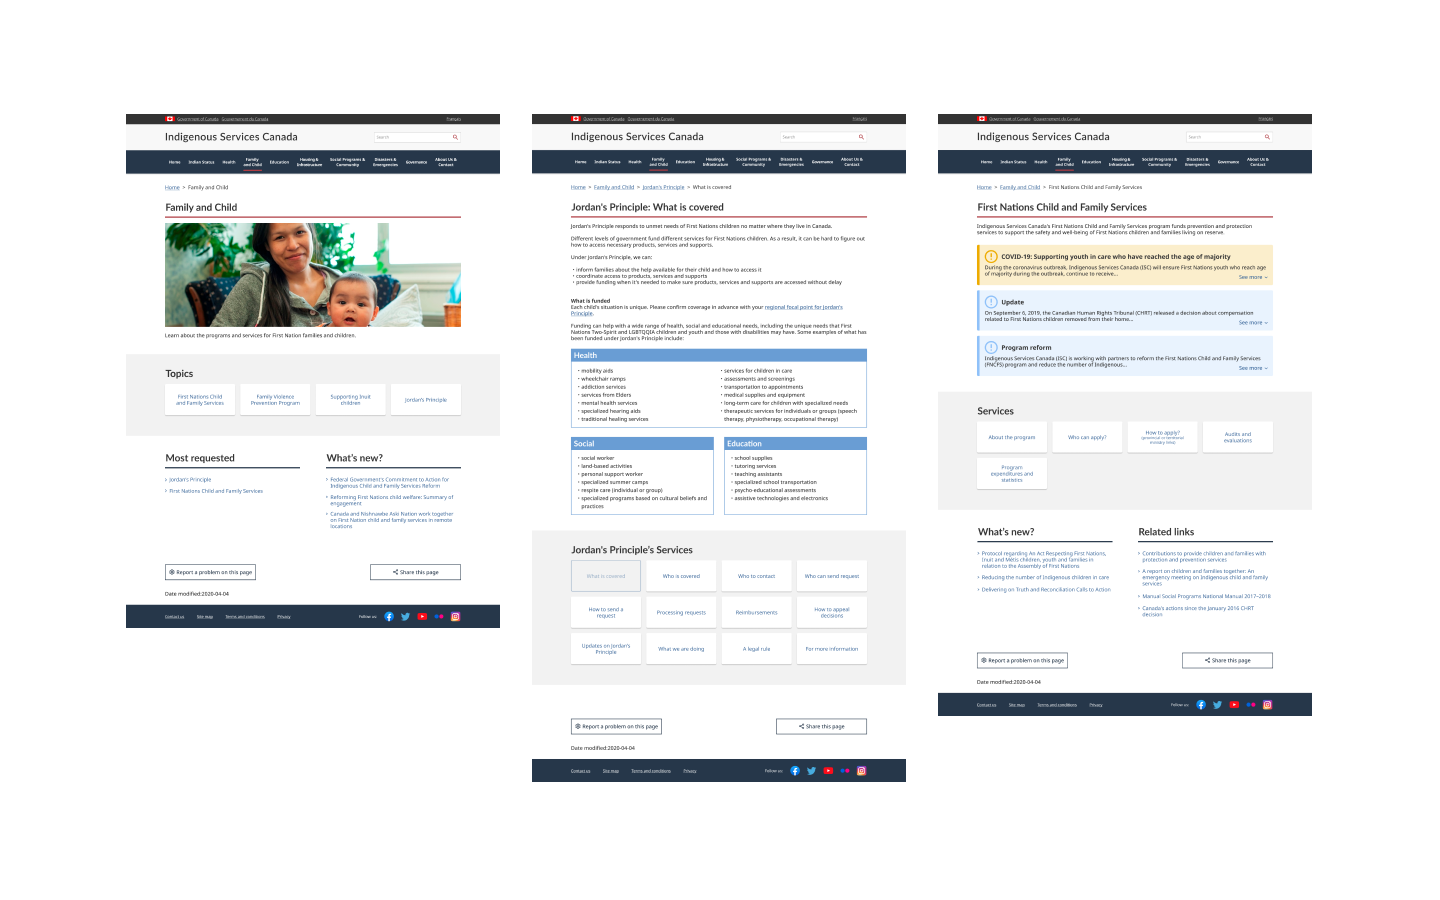 Government of Canada Gouvernement du Canada
Français
Indigenous Services Canada
Search
Home
Indian Status
Health
Family
and Child
Education
Housing &
Infrastructure
Social Programs &
Community
Disasters &
Emergencies
Governance
About Us &
Contact
Home > Family and Child
Family and Child
Learn about the programs and services for First Nation families and children.
Topics
First Nations Child
and Family Services
Family Violence
Prevention Program
Supporting Inuit
children
Jordan's Principle
Most requested
Jordan's Principle
First Nations Child and Family Services
What's new?
Federal Government's Commitment to Action for
Indigenous Child and Family Services Reform
Reforming First Nations child welfare: Summary of
engagement
Canada and Nishnawbe Aski Nation work together
on First Nation child and family services in remote
locations
Report a problem on this page
Share this page
Date modified:2020-04-04
Contact us
Site map
Terms and conditions
Privacy
Follow us:
Government of Canada Gouvernement du Canada
Français
Indigenous Services Canada
Search
Home
Indian Status
Health
Family
and Child
Education
Housing &
Infrastructure
Social Programs &
Community
Disasters &
Emergencies
Governance
About Us &
Contact
Home > Family and Child > Jordan's Principle > What is covered
Jordan's Principle: What is covered
Jordan's Principle responds to unmet needs of First Nations children no matter where they live in Canada.
Different levels of government fund different services for First Nations children. As a result, it can be hard to figure out
how to access necessary products, services and supports.
Under Jordan's Principle, we can:
• inform families about the help available for their child and how to access it
• coordinate access to products, services and supports
• provide funding when it's needed to make sure products, services and supports are accessed without delay
What is funded
Each child's situation is unique. Please confirm coverage in advance with your regional focal point for Jordan's
Principle.
Funding can help with a wide range of health, social and educational needs, including the unique needs that First
Nations Two-Spirit and LGBTQQIA children and youth and those with disabilities may have. Some examples of what has
been funded under Jordan's Principle include:
Health
• mobility aids
• wheelchair ramps
• addiction services
• services from Elders
• mental health services
• specialized hearing aids
• traditional healing services
• services for children in care
• assessments and screenings
• transportation to appointments
• medical supplies and equipment
• long-term care for children with specialized needs
• therapeutic services for individuals or groups (speech
therapy, physiotherapy, occupational therapy)
Social
• social worker
• land-based activities
• personal support worker
• specialized summer camps
• respite care (individual or group)
• specialized programs based on cultural beliefs and
practices
Education
• school supplies
• tutoring services
• teaching assistants
• specialized school transportation
• psycho-educational assessments
• assistive technologies and electronics
Jordan's Principle's Services
What is covered
Who is covered
Who to contact
Who can send request
How to send a
request
Processing requests
Reimbursements
How to appeal
decisions
Updates on Jordan's
Principle
What we are doing
A legal rule
For more information
Report a problem on this page
Share this page
Date modified:2020-04-04
Contact us
Site map
Terms and conditions
Privacy
Follow us:
Government of Canada Gouvernement du Canada
Français
Indigenous Services Canada
Search
Home
Indian Status
Health
Family
and Child
Education
Housing &
Infrastructure
Social Programs &
Community
Disasters &
Emergencies
Governance
About Us &
Contact
Home > Family and Child > First Nations Child and Family Services
First Nations Child and Family Services
Indigenous Services Canada's First Nations Child and Family Services program funds prevention and protection
services to support the safety and well-being of First Nations children and families living on reserve.
COVID-19: Supporting youth in care who have reached the age of majority
During the coronavirus outbreak, Indigenous Services Canada (ISC) will ensure First Nations youth who reach age
of majority during the outbreak, continue to receive...
See more
Update
On September 6, 2019, the Canadian Human Rights Tribunal (CHRT) released a decision about compensation
related to First Nations children removed from their home...
See more
Program reform
Indigenous Services Canada (ISC) is working with partners to reform the First Nations Child and Family Services
(FNCFS) program and reduce the number of Indigenous...
See more
Services
About the program
Who can apply?
How to apply?
(provincial or territorial
ministry links)
Audits and
evaluations
Program
expenditures and
statistics
What's new?
Protocol regarding An Act Respecting First Nations,
Inuit and Métis children, youth and families in
relation to the Assembly of First Nations
Reducing the number of Indigenous children in care
Delivering on Truth and Reconciliation Calls to Action
Related links
Contributions to provide children and families with
protection and prevention services
A report on children and families together: An
emergency meeting on Indigenous child and family
services
Manual Social Programs National Manual 2017–2018
Canada's actions since the January 2016 CHRT
decision
Report a problem on this page
Share this page
Date modified:2020-04-04
Contact us
Site map
Terms and conditions
Privacy
Follow us: